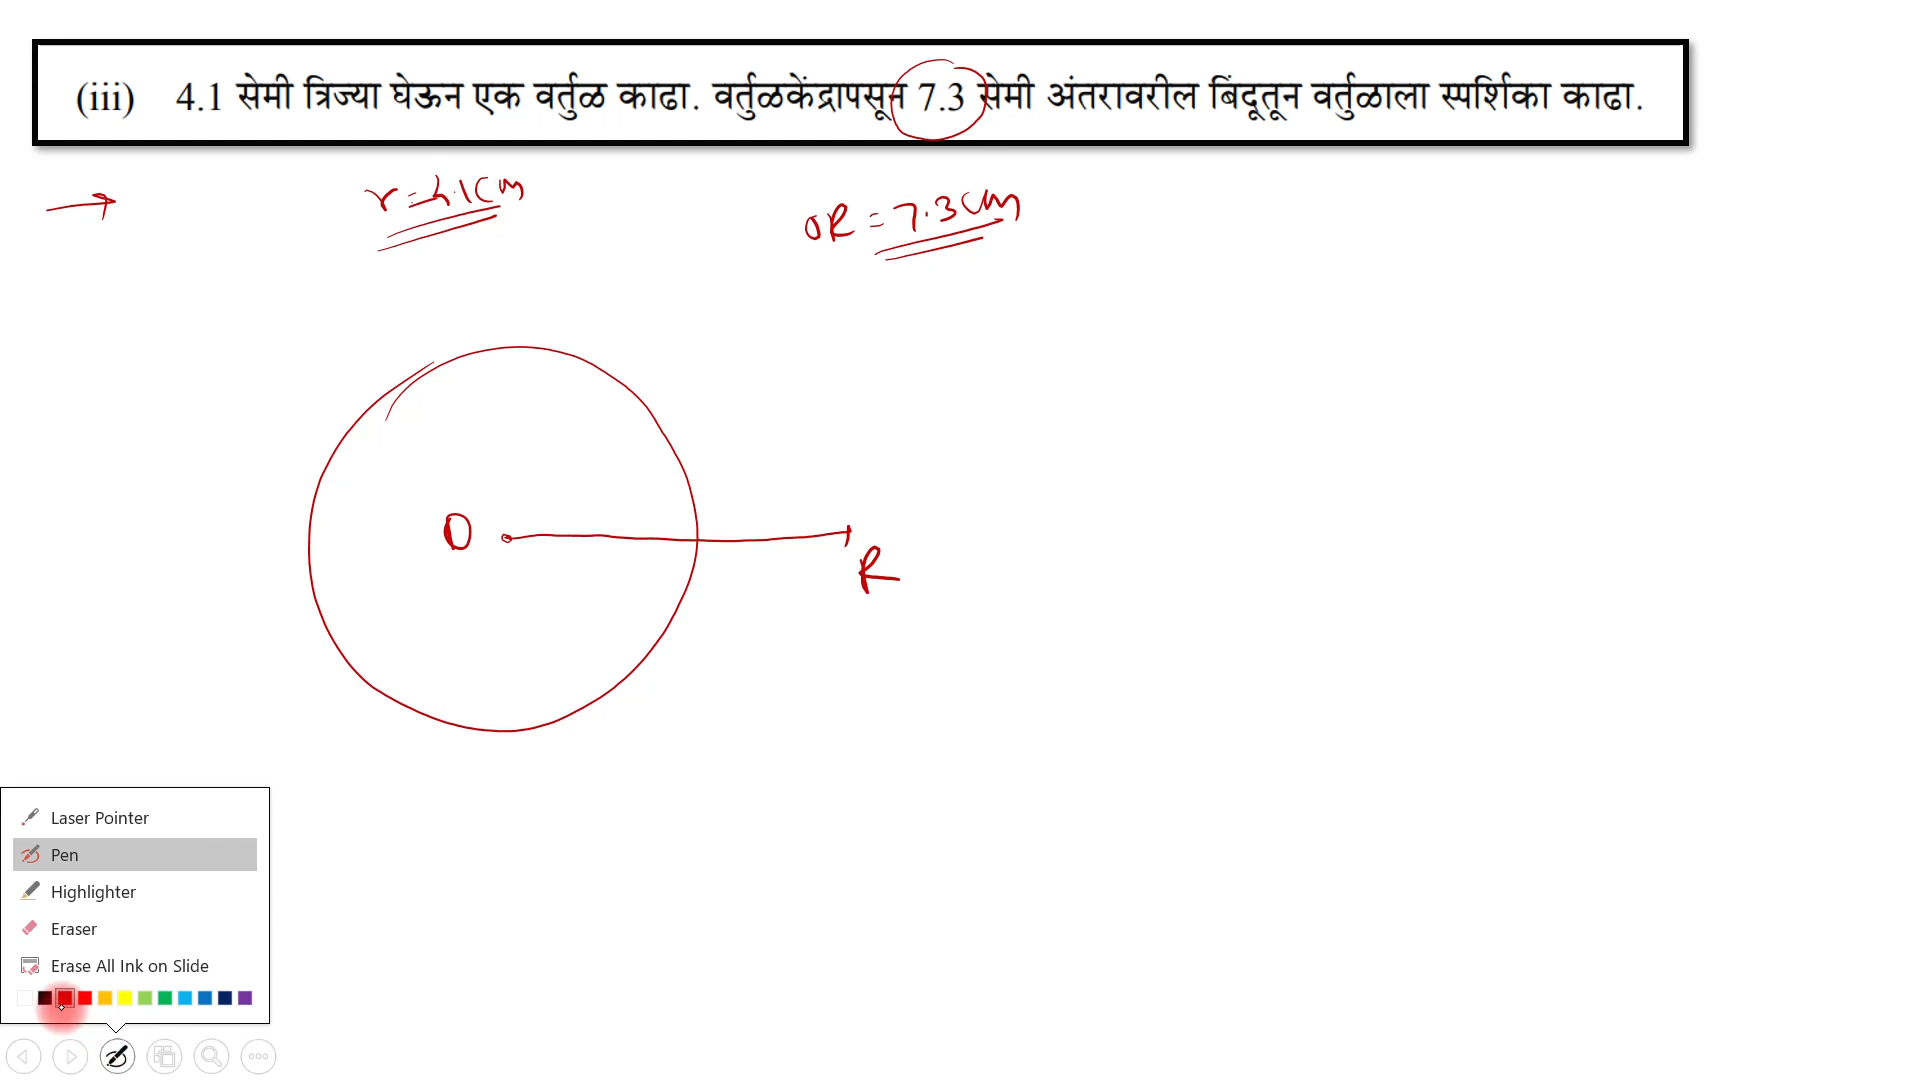 (iii) 4.1 सेमी त्रिज्या घेऊन एक वर्तुळ काढा. वर्तुळकेंद्रापसून 7.3 सेमी अंतरावरील बिंदूतून वर्तुळाला स्पर्शिका काढा.
r = 4.1 cm
OR = 7.3 cm
O
R
Laser Pointer
Pen
Highlighter
Eraser
Erase All Ink on Slide